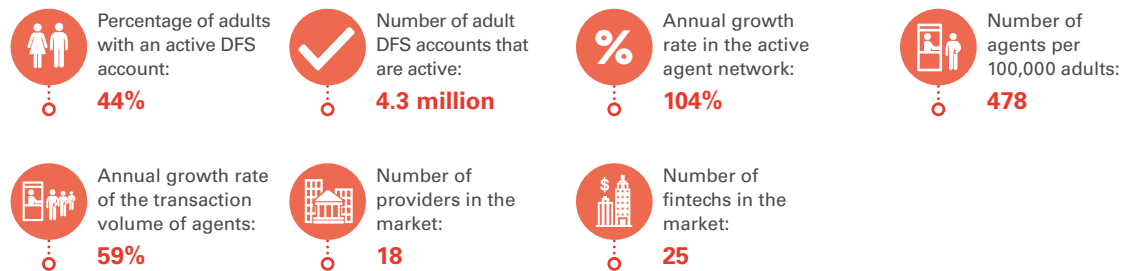 Percentage of adults
with an active DFS
account:
44%
Number of adult
DFS accounts that
are active:
4.3 million
%
Annual growth
rate in the active
agent network:
104%
Number of
agents per
100,000 adults:
478
Annual growth rate
of the transaction
volume of agents:
59%
Number of
providers in the
market:
18
$
Number of
fintechs in the
market:
25